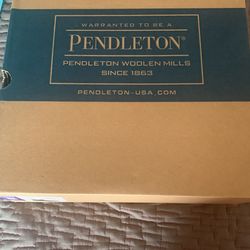 WARRANTED TO BE A
PENDLETON®
PENDLETON WOOLEN MILLS
SINCE 1863
PENDLETON-USA.COM